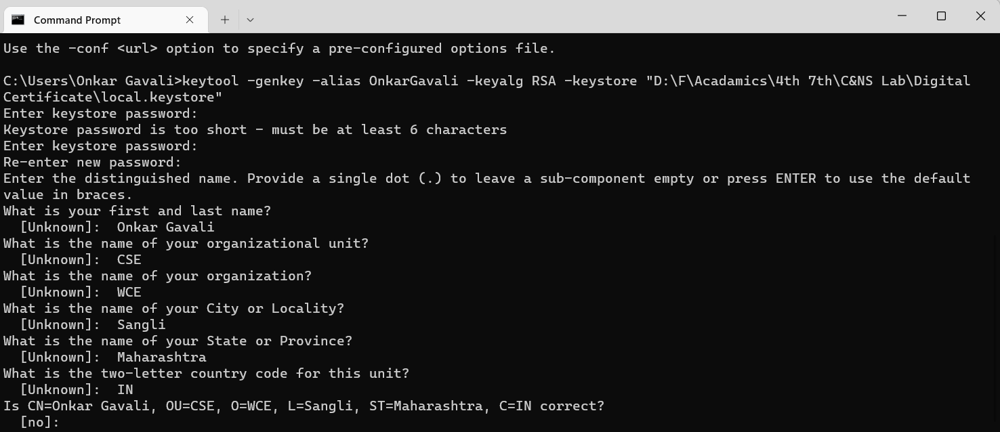 Command Prompt
Use the -conf <url> option to specify a pre-configured options file.
C:\Users\Onkar Gavali>keytool -genkey -alias OnkarGavali -keyalg RSA -keystore "D:\F\Acadamics\4th 7th\C&NS Lab\Digital
Certificate\local.keystore"
Enter keystore password:
Keystore password is too short - must be at least 6 characters
Enter keystore password:
Re-enter new password:
Enter the distinguished name. Provide a single dot (.) to leave a sub-component empty or press ENTER to use the default
value in braces.
What is your first and last name?
  [Unknown]:  Onkar Gavali
What is the name of your organizational unit?
  [Unknown]:  CSE
What is the name of your organization?
  [Unknown]:  WCE
What is the name of your City or Locality?
  [Unknown]:  Sangli
What is the name of your State or Province?
  [Unknown]:  Maharashtra
What is the two-letter country code for this unit?
  [Unknown]:  IN
Is CN=Onkar Gavali, OU=CSE, O=WCE, L=Sangli, ST=Maharashtra, C=IN correct?
  [no]: